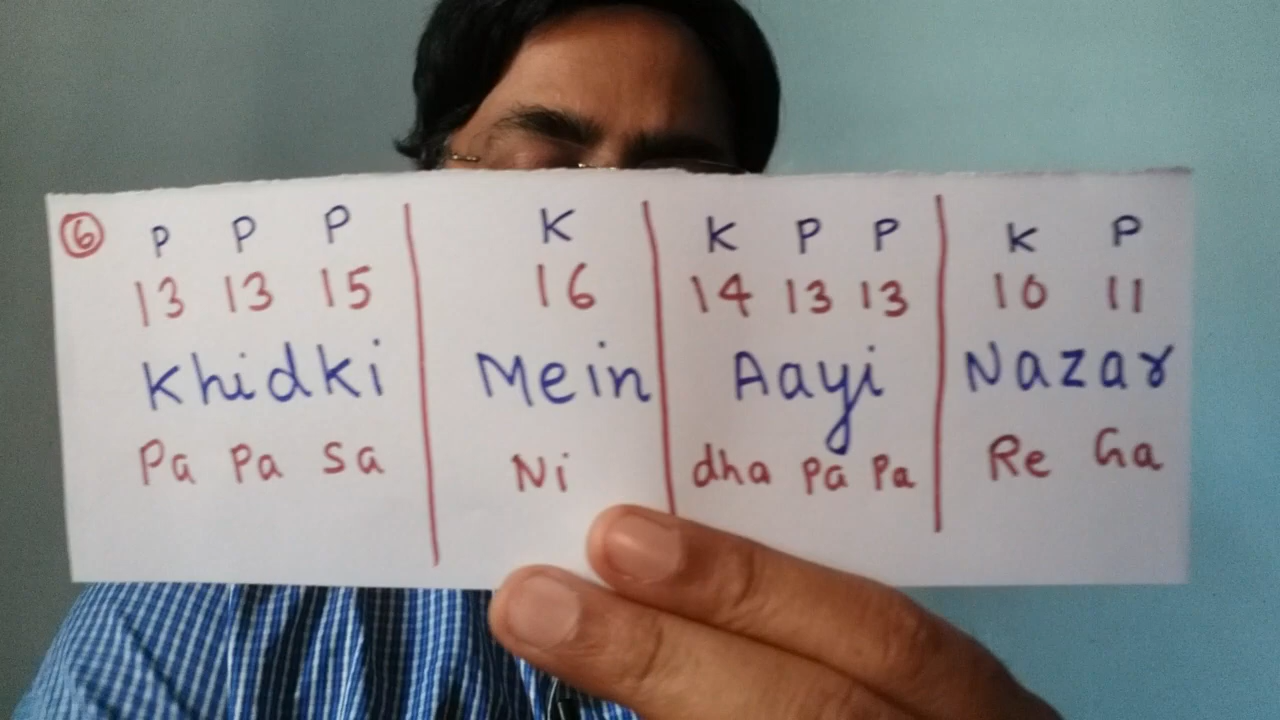 6 P P P K K P P K P
13 13 15 16 14 13 13 10 11
Khidki Mein Aayi Nazar
Pa Pa Sa Ni dha Pa Pa Re Ga